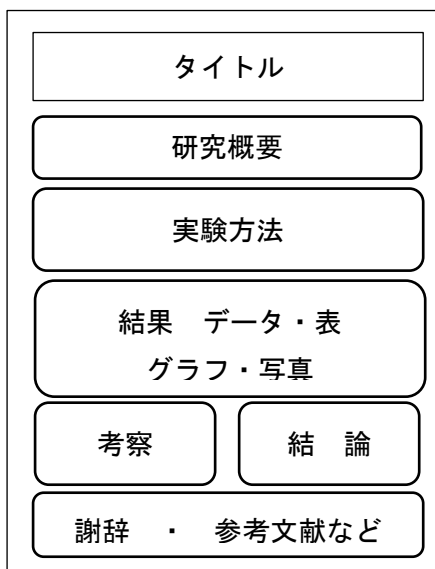 タイトル
研究概要
実験方法
結果　データ・表
グラフ・写真
考察
結　論
謝辞　・　参考文献など